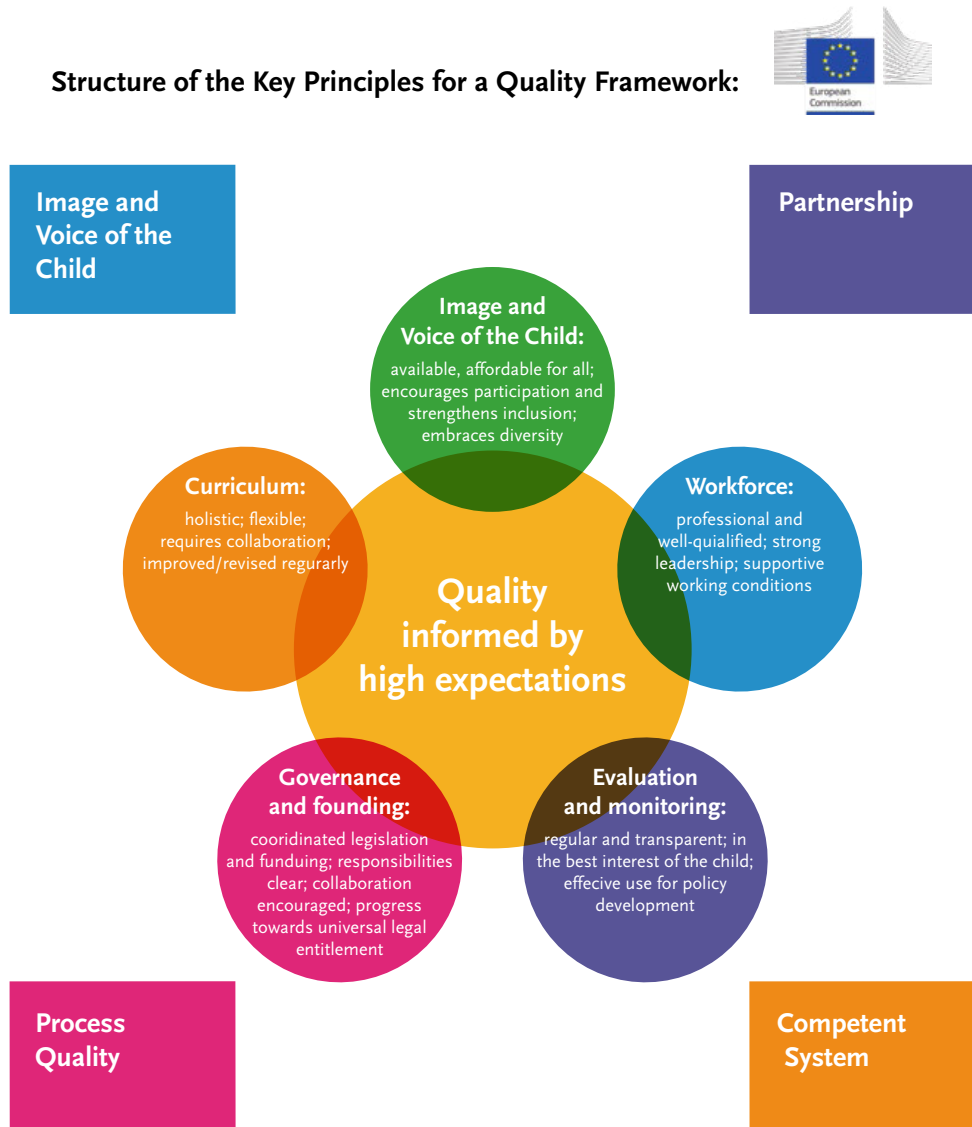 Structure of the Key Principles for a Quality Framework:
European
Commission
Image and
Voice of the
Child
Partnership
Image and
Voice of the Child:
available, affordable for all;
encourages participation and
strengthens inclusion;
embraces diversity
Curriculum:
holistic; flexible;
requires collaboration;
improved/revised regurarly
Workforce:
professional and
well-quialified; strong
leadership; supportive
working conditions
Quality
informed by
high expectations
Governance
and founding:
cooridinated legislation
and funduing; responsibilities
clear; collaboration
encouraged; progress
towards universal legal
entitlement
Evaluation
and monitoring:
regular and transparent; in
the best interest of the child;
effecive use for policy
development
Process
Quality
Competent
System